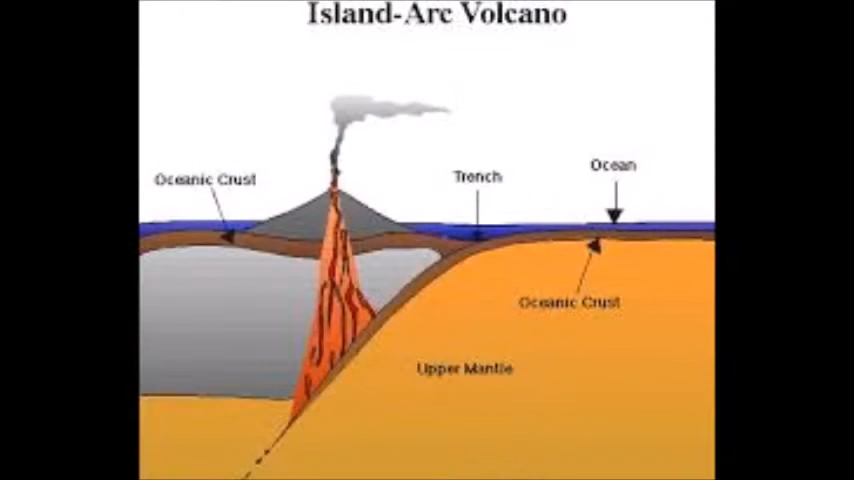 Island-Arc Volcano
Ocean
Trench
Oceanic Crust
Oceanic Crust
Upper Mantle